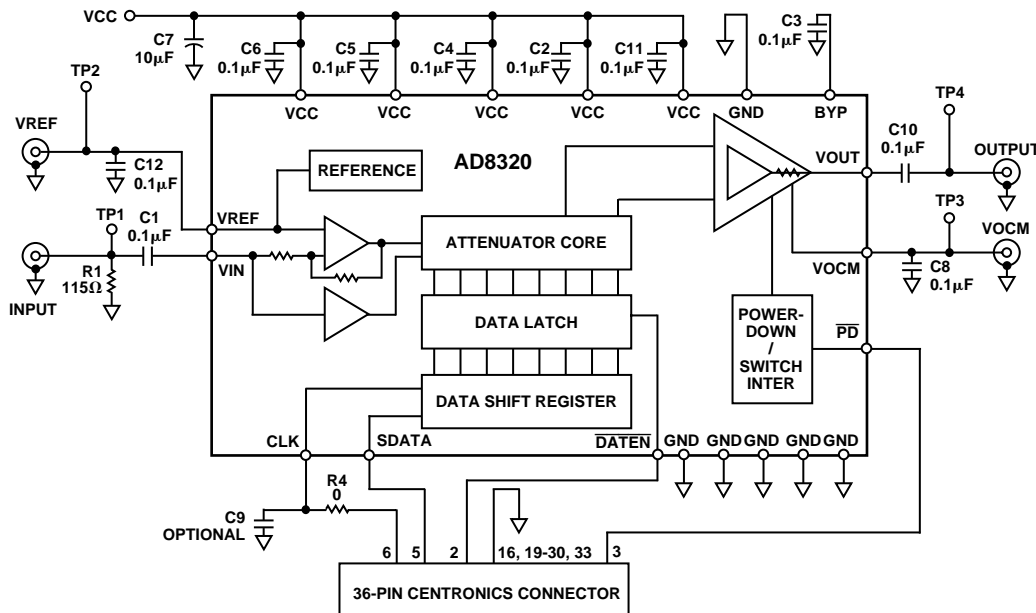 VCC
C7
10µF
C6
0.1µF
C5
0.1µF
C4
0.1µF
C2
0.1µF
C11
0.1µF
C3
0.1µF
TP2
VREF
C12
0.1µF
VCC
VCC
VCC
VCC
VCC
GND
BYP
AD8320
REFERENCE
TP4
C10
0.1µF
OUTPUT
VOUT
TP1
C1
0.1µF
VREF
VIN
R1
115Ω
INPUT
ATTENUATOR CORE
DATA LATCH
DATA SHIFT REGISTER
TP3
VOCM
VOCM
C8
0.1µF
POWER-
DOWN
/
SWITCH
INTER
PD
CLK
SDATA
DATEN
GND
GND
GND
GND
GND
R4
0
C9
OPTIONAL
6
5
2
16, 19-30, 33
3
36-PIN CENTRONICS CONNECTOR